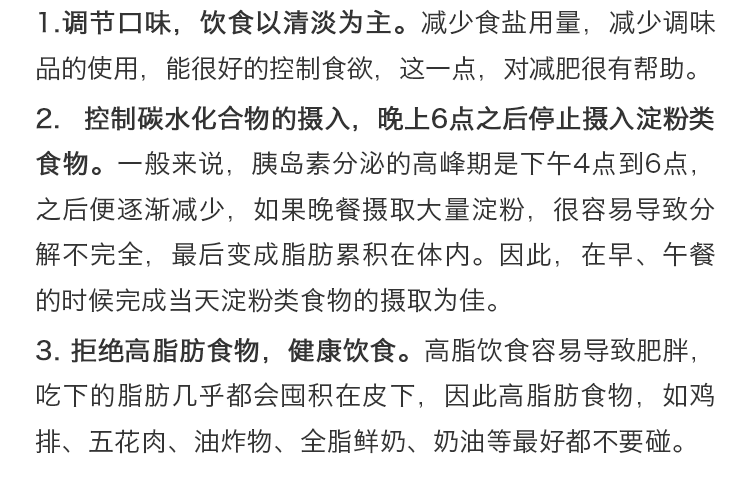 1.调节口味，饮食以清淡为主。减少食盐用量，减少调味
品的使用，能很好的控制食欲，这一点，对减肥很有帮助。
2. 控制碳水化合物的摄入，晚上6点之后停止摄入淀粉类
食物。一般来说，胰岛素分泌的高峰期是下午4点到6点，
之后便逐渐减少，如果晚餐摄取大量淀粉，很容易导致分
解不完全，最后变成脂肪累积在体内。因此，在早、午餐
的时候完成当天淀粉类食物的摄取为佳。
3. 拒绝高脂肪食物，健康饮食。高脂饮食容易导致肥胖，
吃下的脂肪几乎都会囤积在皮下，因此高脂肪食物，如鸡
排、五花肉、油炸物、全脂鲜奶、奶油等最好都不要碰。